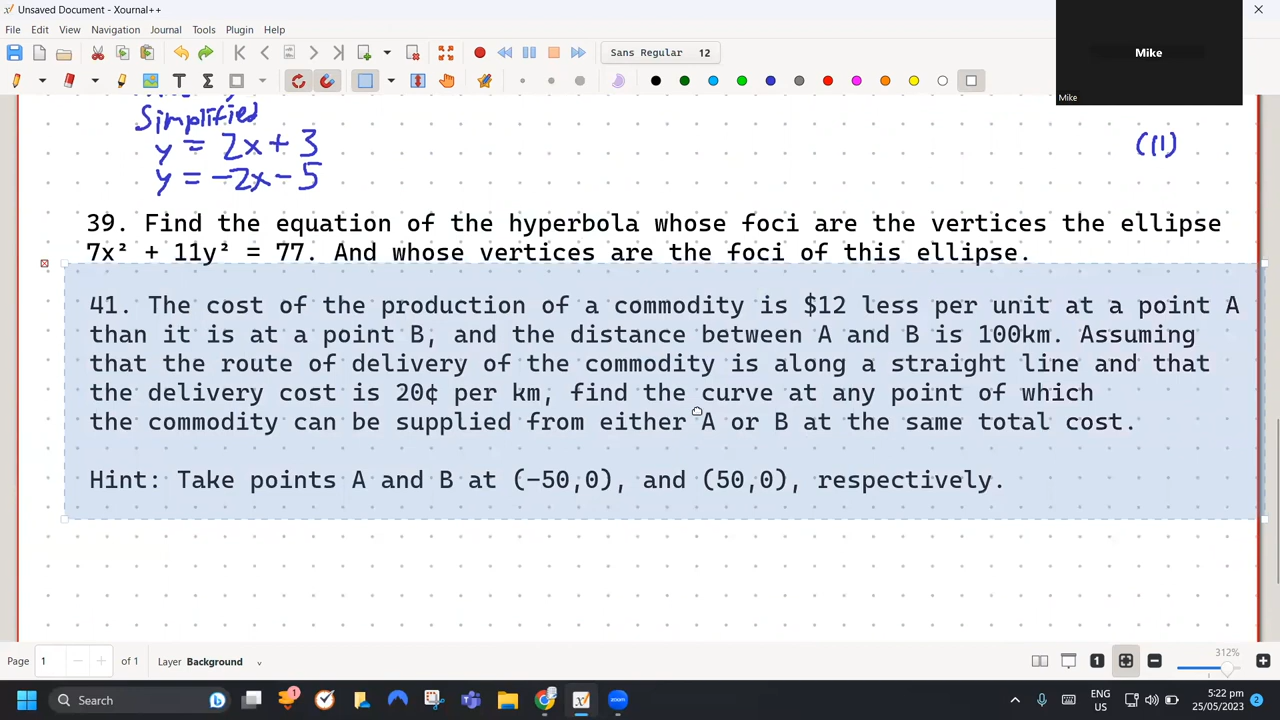 Unsaved Document - Xournal++
File Edit View Navigation Journal Tools Plugin Help
Sans Regular 12
Mike
Mike
Simplified
y = 2x + 3
y = -2x - 5
(11)
39. Find the equation of the hyperbola whose foci are the vertices the ellipse
7x² + 11y² = 77. And whose vertices are the foci of this ellipse.
41. The cost of the production of a commodity is $12 less per unit at a point A
than it is at a point B, and the distance between A and B is 100km. Assuming
that the route of delivery of the commodity is along a straight line and that
the delivery cost is 20¢ per km, find the curve at any point of which
the commodity can be supplied from either A or B at the same total cost.
Hint: Take points A and B at (-50,0), and (50,0), respectively.
Page 1 of 1 Layer Background
312%
Search
ENG
US
5:22 pm
25/05/2023